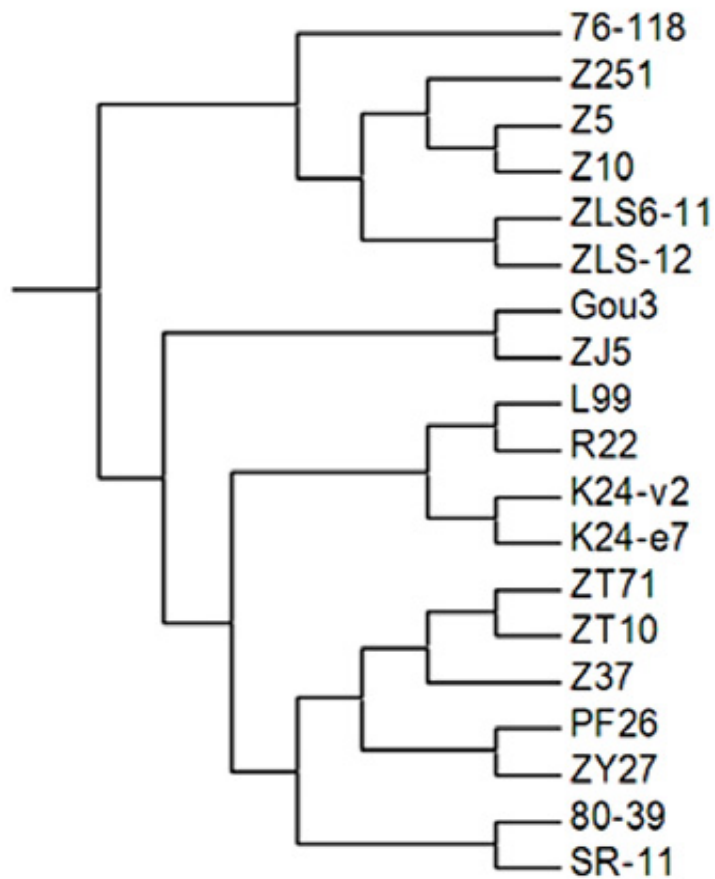 76-118
Z251
Z5
Z10
ZLS6-11
ZLS-12
Gou3
ZJ5
L99
R22
K24-v2
K24-e7
ZT71
ZT10
Z37
PF26
ZY27
80-39
SR-11